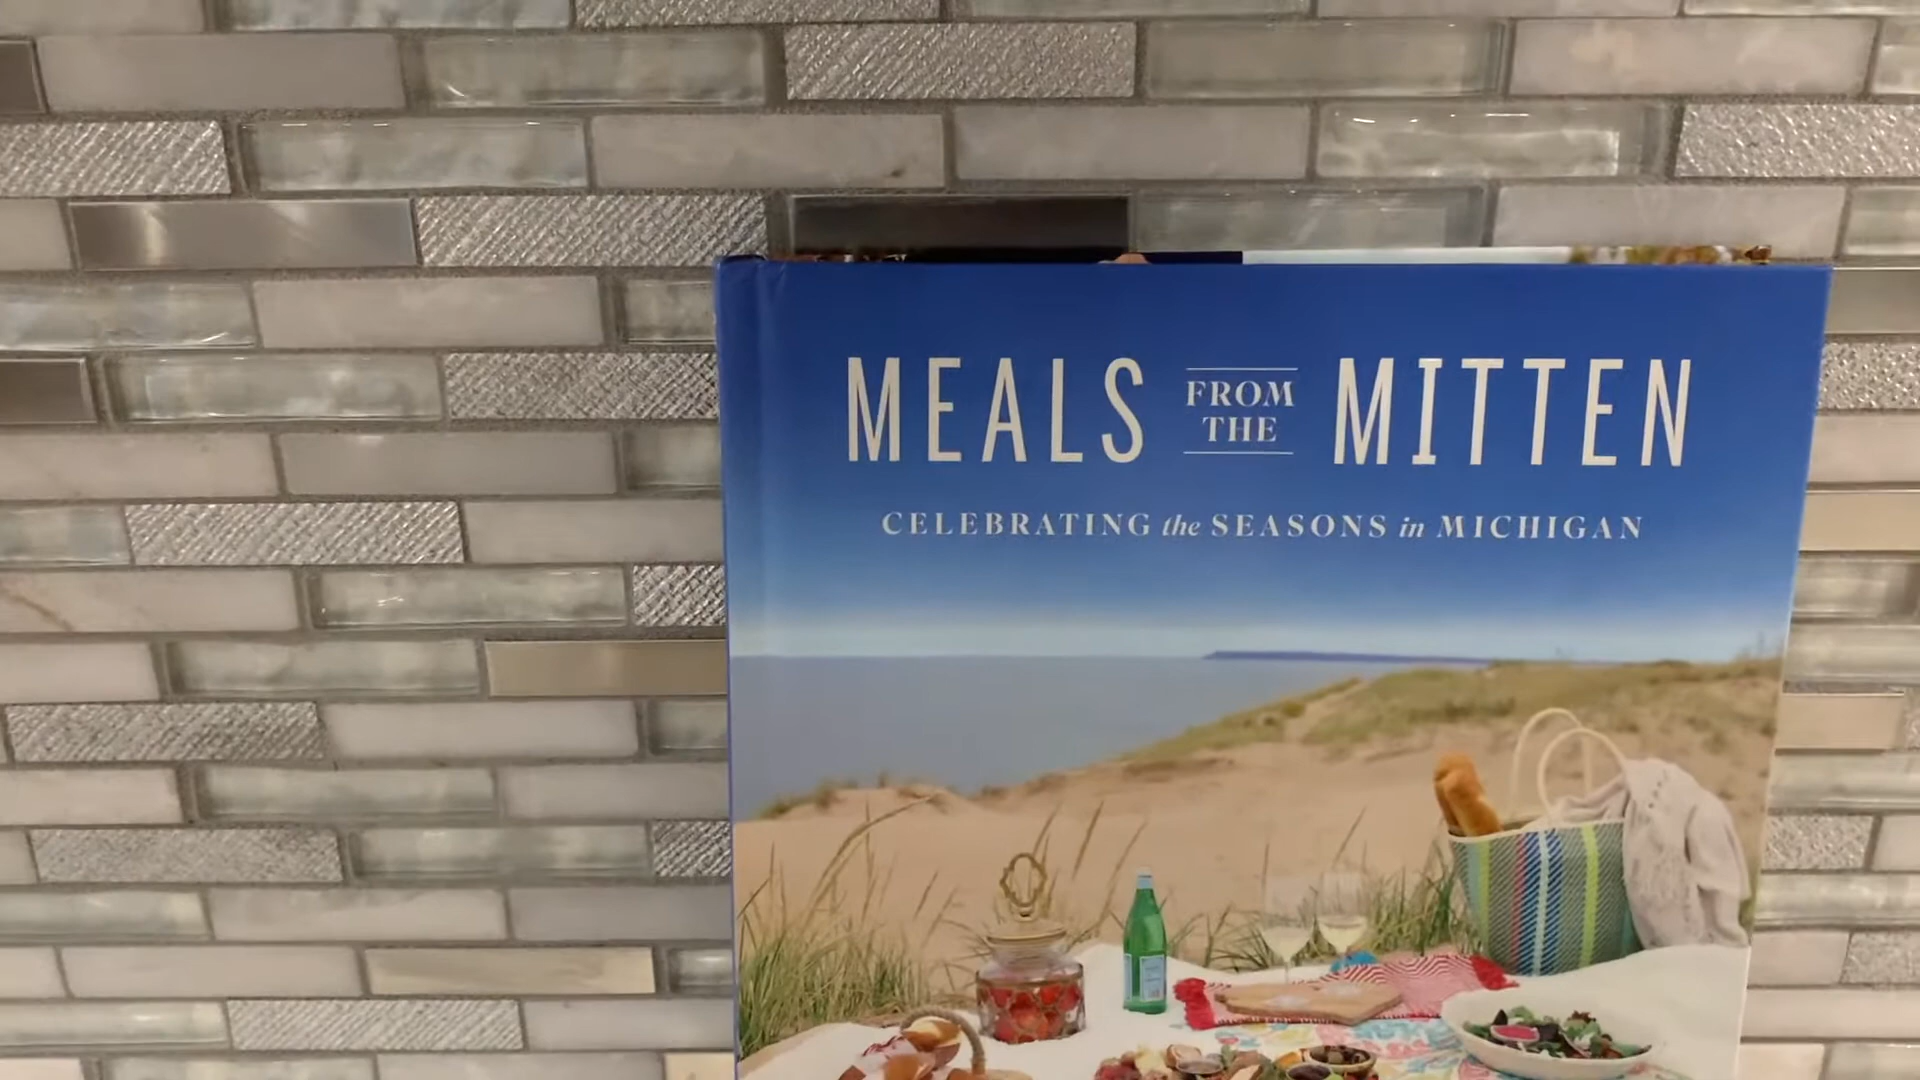 MEALS FROM THE MITTEN
CELEBRATING the SEASONS in MICHIGAN